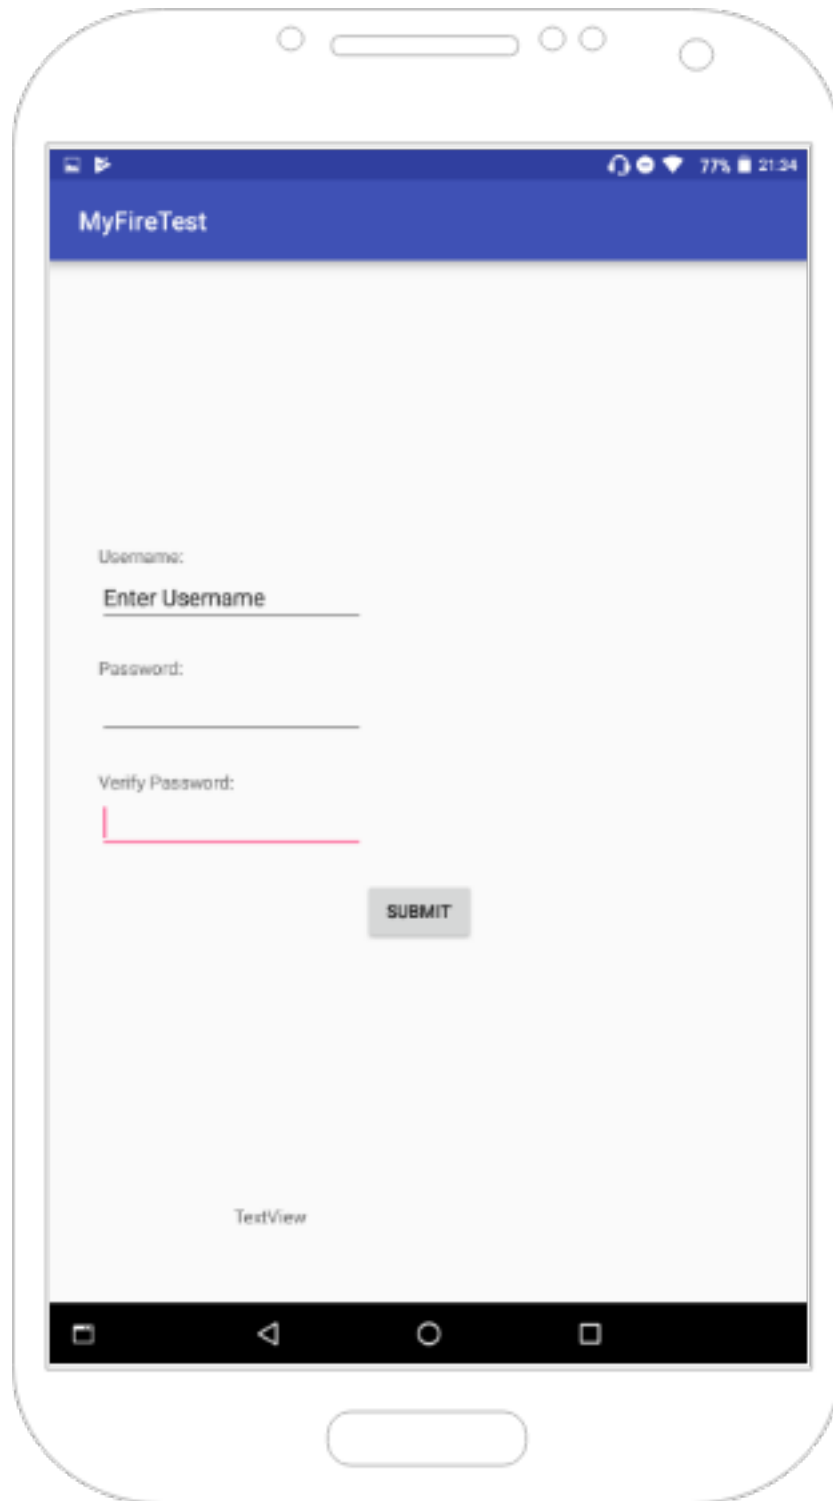 77% 21:34
MyFireTest
Username:
Enter Username
Password:
Verify Password:
SUBMIT
TextView